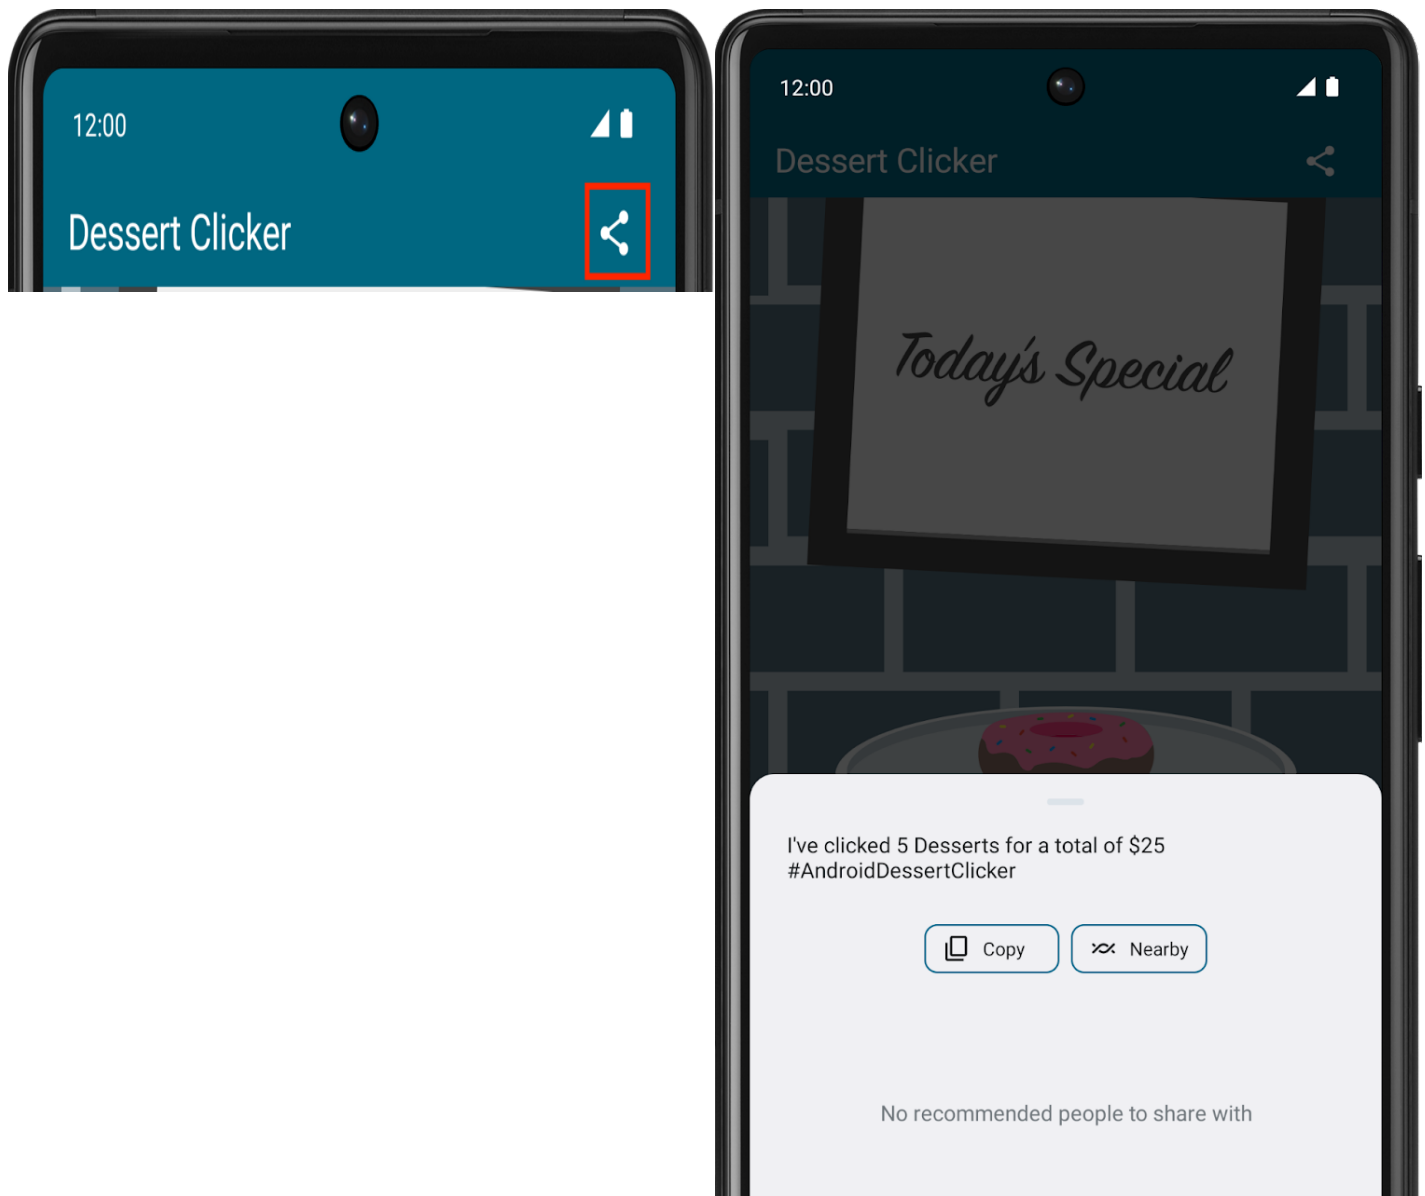 12:00
Dessert Clicker
12:00
Dessert Clicker
Today's Special
I've clicked 5 Desserts for a total of $25
#AndroidDessertClicker
Copy
Nearby
No recommended people to share with